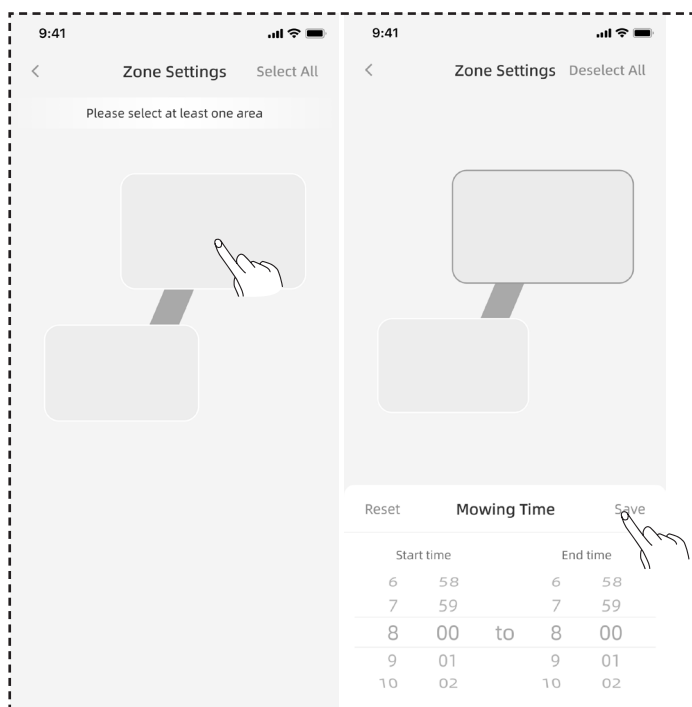 9:41
Zone Settings Select All
Please select at least one area
9:41
Zone Settings Deselect All
Reset Mowing Time Save
Start time End time
6 58 6 58
7 59 7 59
8 00 to 8 00
9 01 9 01
10 02 10 02